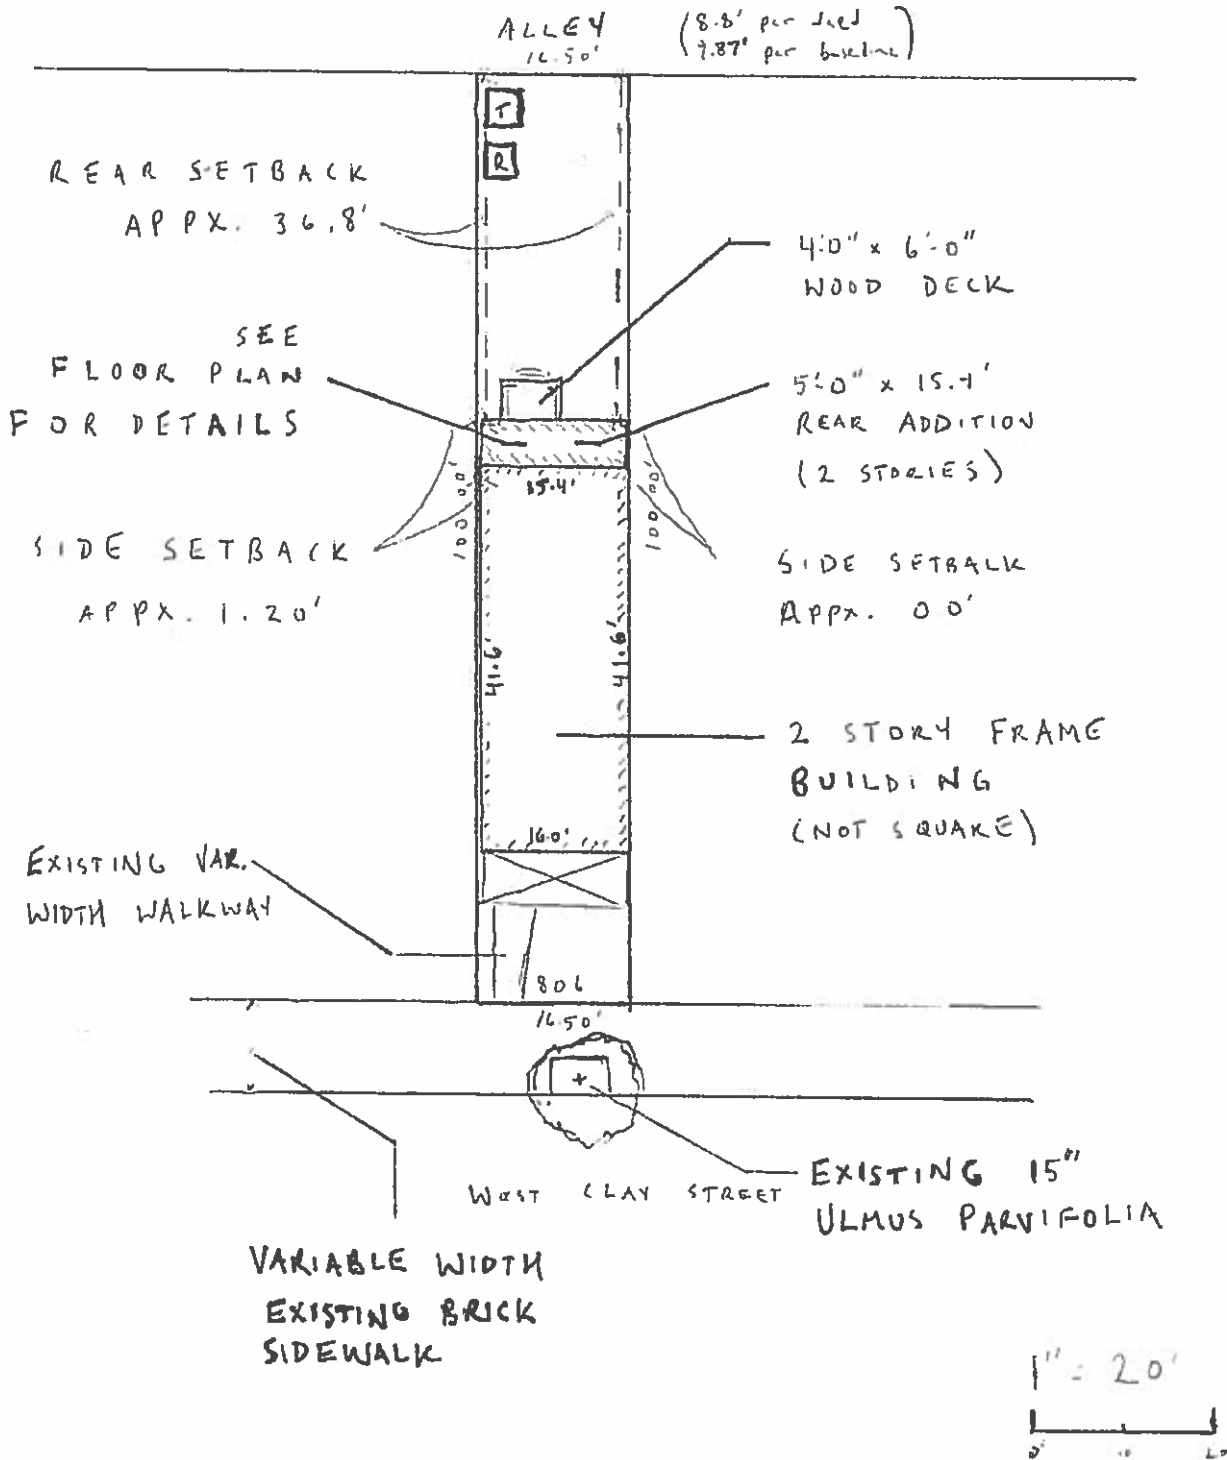 ALLEY
16.50'
(8.8' per deed
9.87' per baseline)
T
R
REAR SETBACK
APPX. 36.8'
4'0" x 6'-0"
WOOD DECK
SEE
FLOOR PLAN
FOR DETAILS
5'-0" x 15.4'
REAR ADDITION
(2 STORIES)
15.4'
SIDE SETBACK
APPX. 1.20'
SIDE SETBACK
APPX. 00'
100.00'
100.00'
41.6'
41.6'
2 STORY FRAME
BUILDING
(NOT SQUARE)
16.0'
EXISTING VAR.
WIDTH WALKWAY
806
16.50'
+
WEST CLAY STREET
EXISTING 15"
ULMUS PARVIFOLIA
VARIABLE WIDTH
EXISTING BRICK
SIDEWALK
1" = 20'
0' 10 20